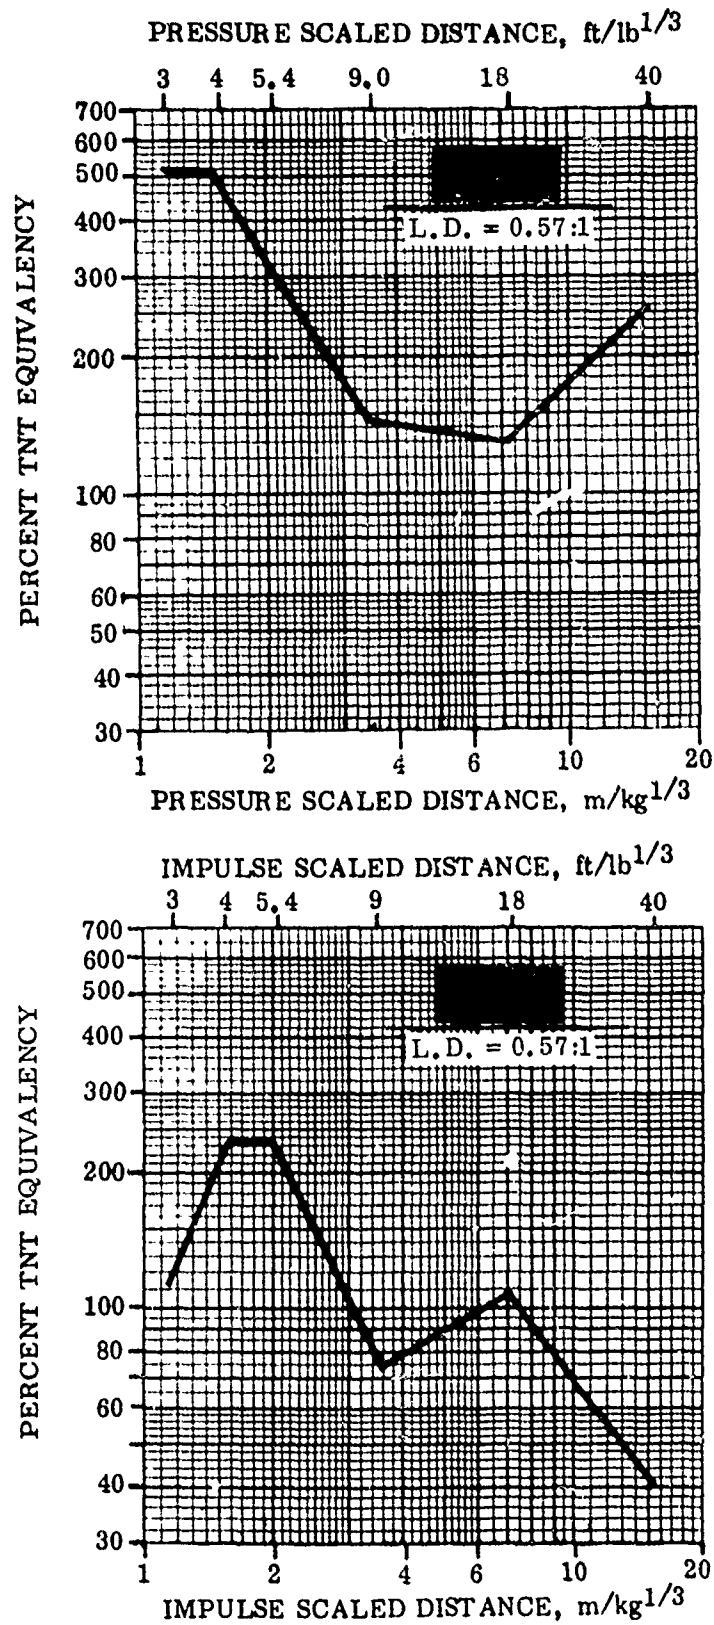 PRESSURE SCALED DISTANCE, ft/lb1/3
3 4 5.4 9.0 18 40
700
600
500
400
300
200
100
80
60
50
40
30
PERCENT TNT EQUIVALENCY
L.D. = 0.57:1
1 2 4 6 10 20
PRESSURE SCALED DISTANCE, m/kg1/3
IMPULSE SCALED DISTANCE, ft/lb1/3
3 4 5.4 9 18 40
700
600
500
400
300
200
100
80
60
40
30
PERCENT TNT EQUIVALENCY
L.D. = 0.57:1
1 2 4 6 10 20
IMPULSE SCALED DISTANCE, m/kg1/3